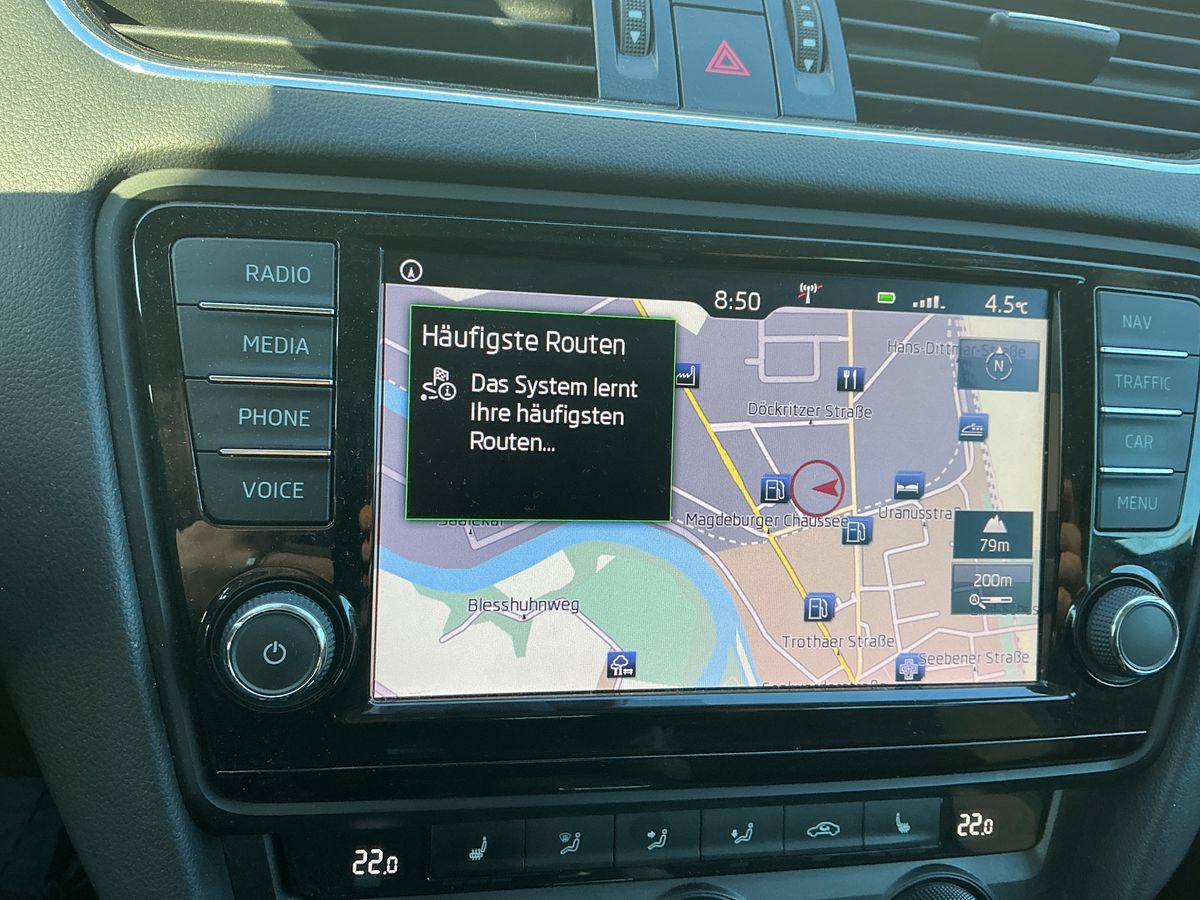 RADIO
MEDIA
PHONE
VOICE
8:50
4.5°C
Häufigste Routen
Das System lernt
Ihre häufigsten
Routen...
Hans-Dittmar-Straße
N
Döckritzer Straße
Magdeburger Chaussee
Uranusstraß
79m
200m
Blesshuhnweg
Trothaer Straße
Seebener Straße
NAV
TRAFFIC
CAR
MENU
22.0
22.0